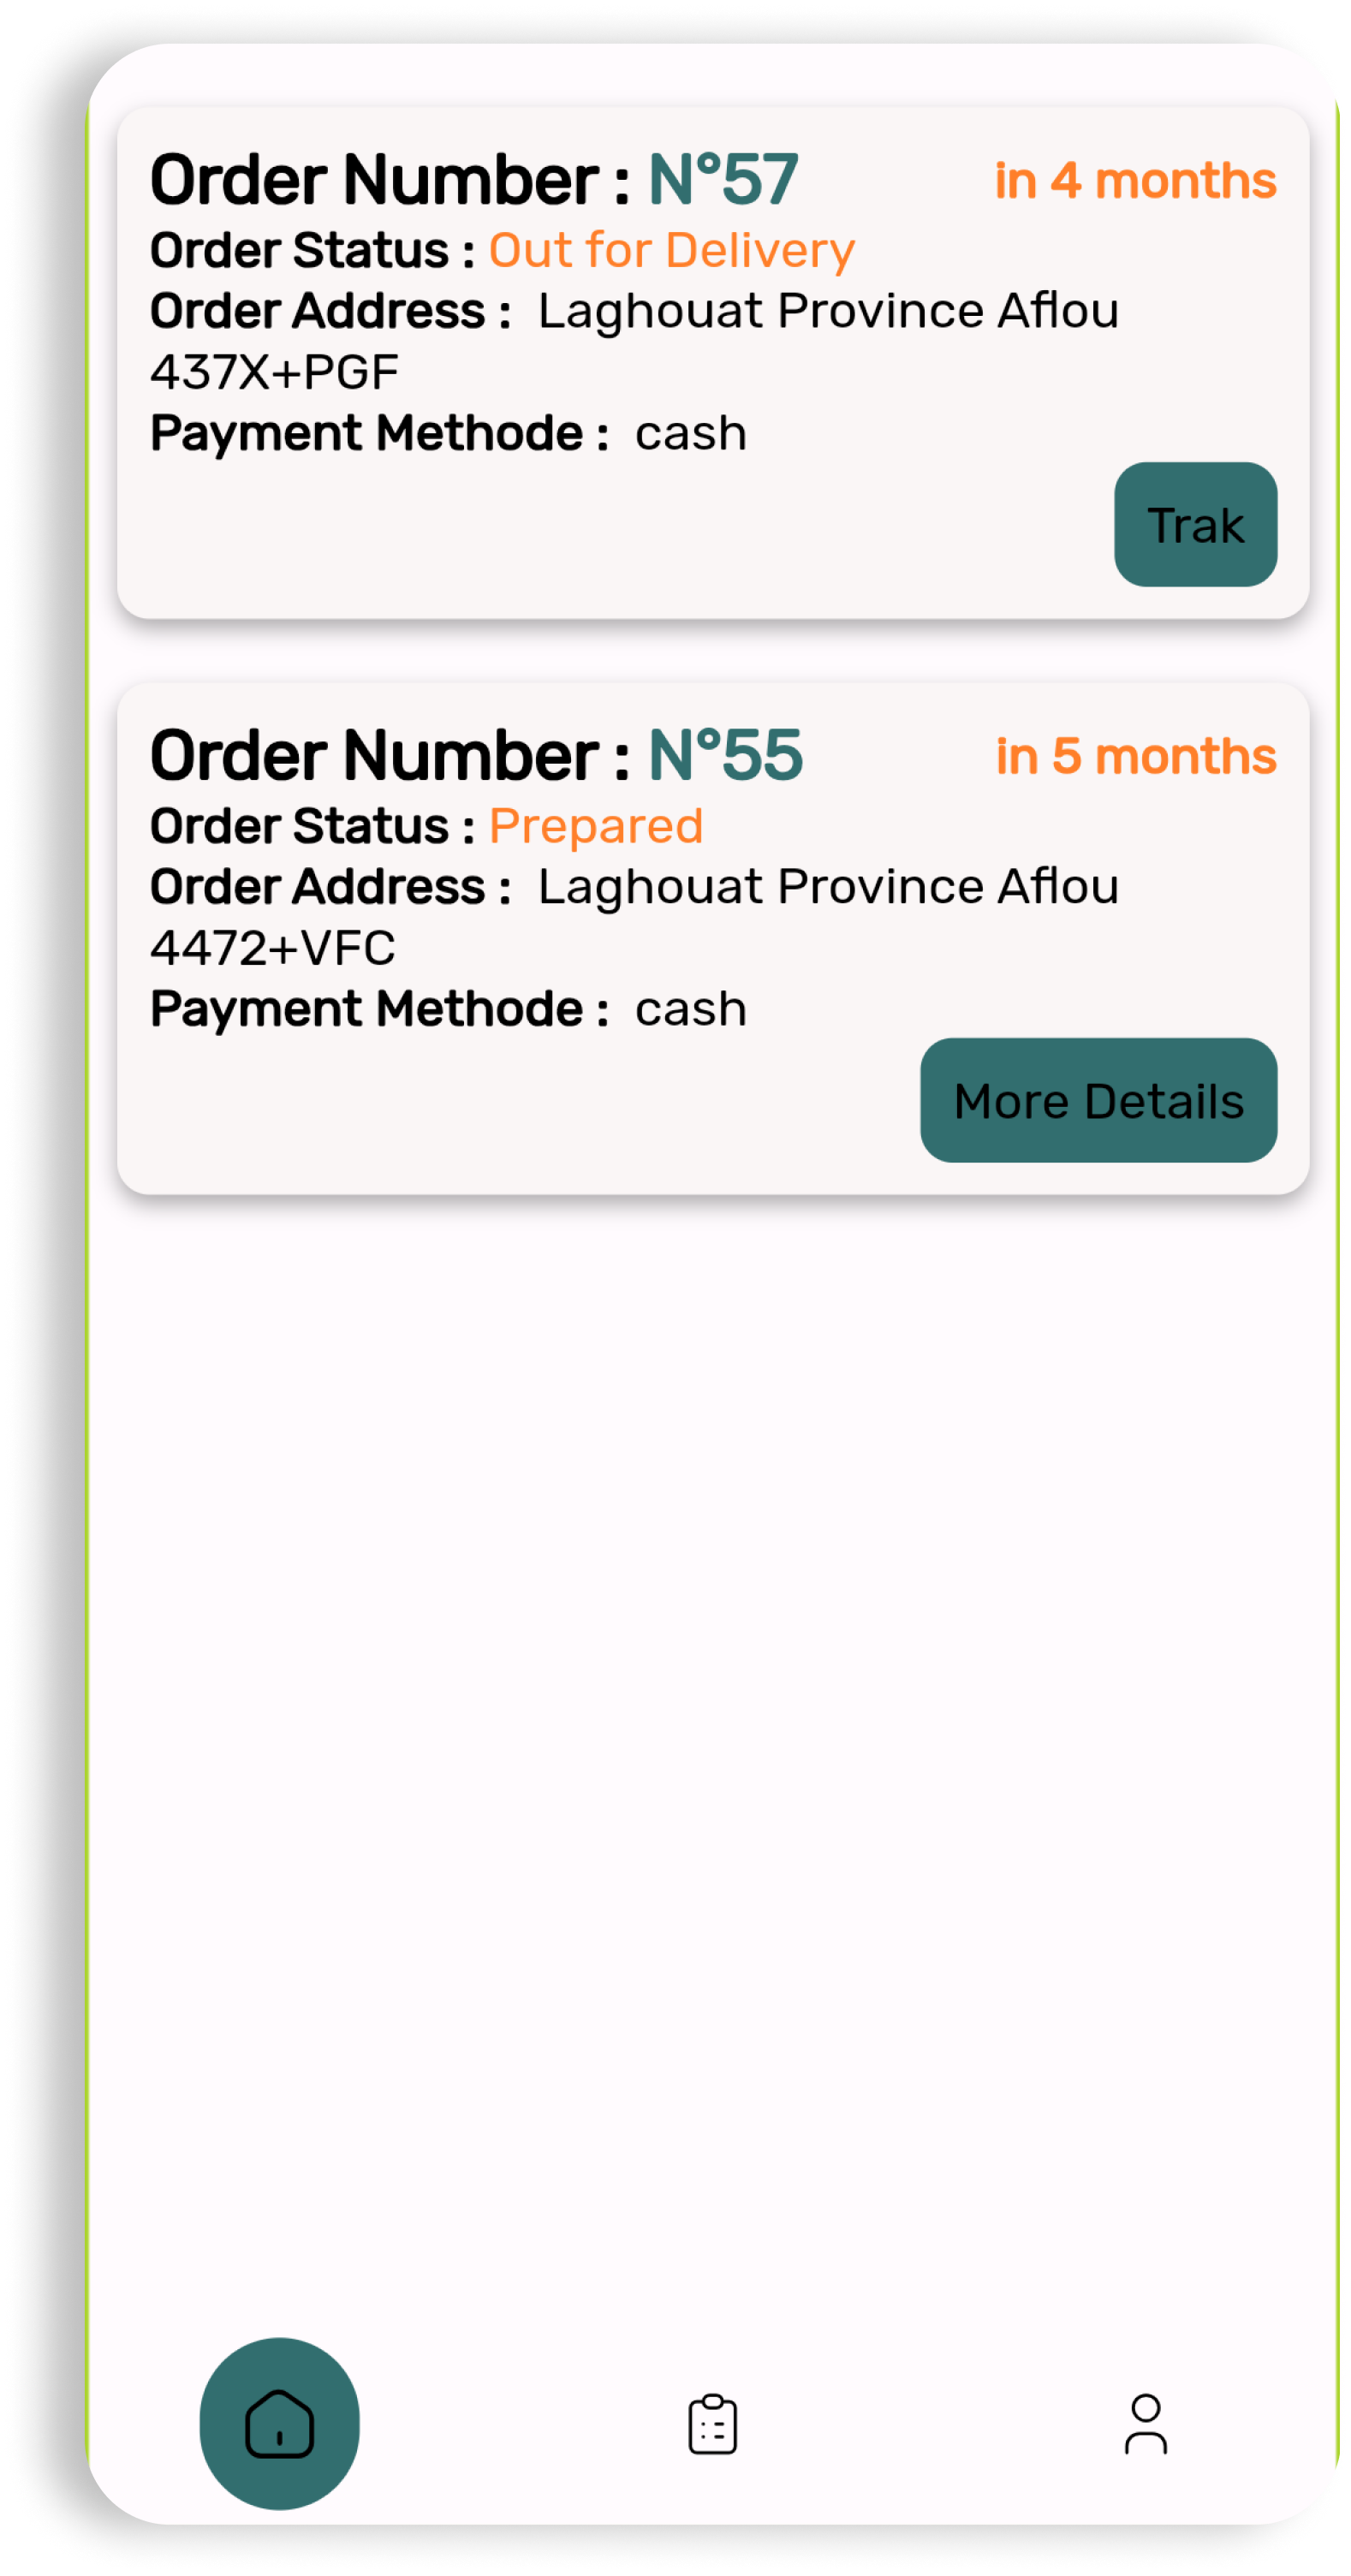 Order Number : N°57 in 4 months
Order Status : Out for Delivery
Order Address :  Laghouat Province Aflou
437X+PGF
Payment Methode :  cash
Trak
Order Number : N°55 in 5 months
Order Status : Prepared
Order Address :  Laghouat Province Aflou
4472+VFC
Payment Methode :  cash
More Details